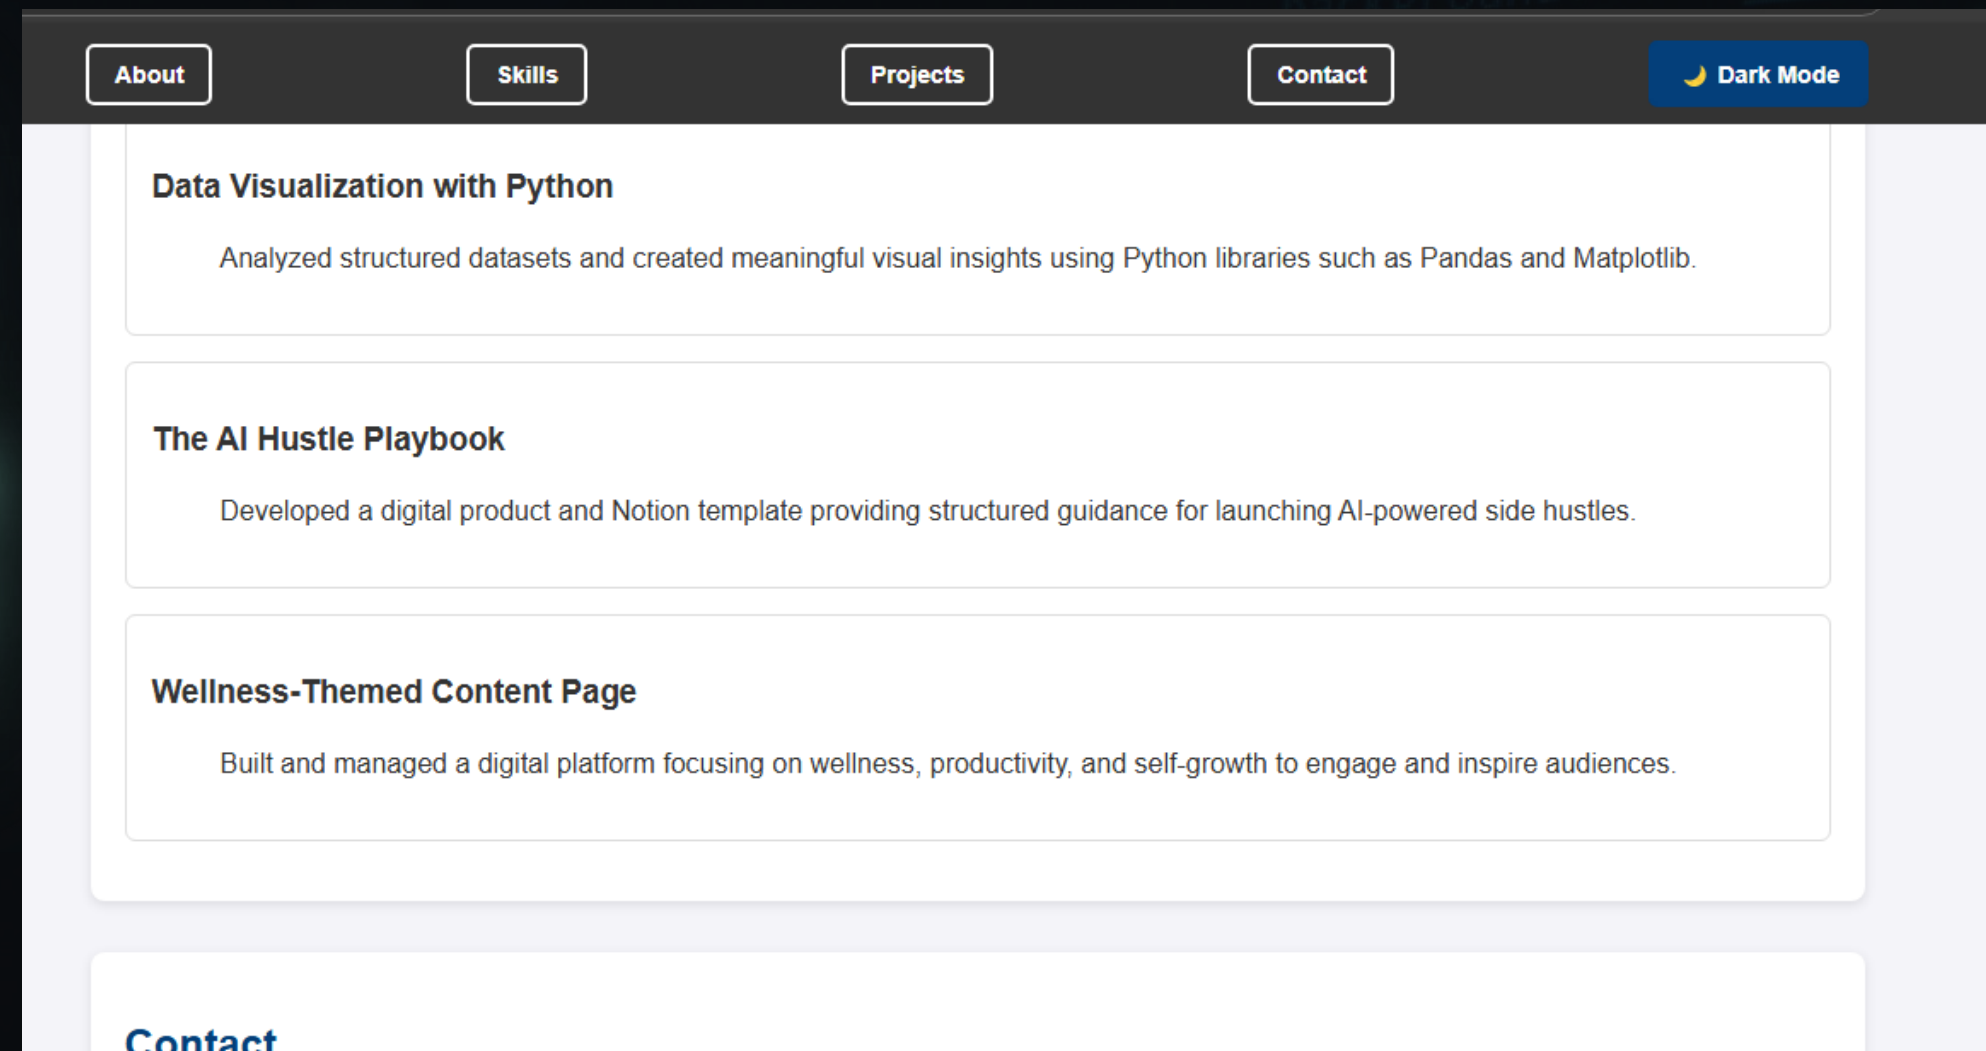 About
Skills
Projects
Contact
🌙 Dark Mode
Data Visualization with Python
Analyzed structured datasets and created meaningful visual insights using Python libraries such as Pandas and Matplotlib.
The AI Hustle Playbook
Developed a digital product and Notion template providing structured guidance for launching AI-powered side hustles.
Wellness-Themed Content Page
Built and managed a digital platform focusing on wellness, productivity, and self-growth to engage and inspire audiences.
Contact